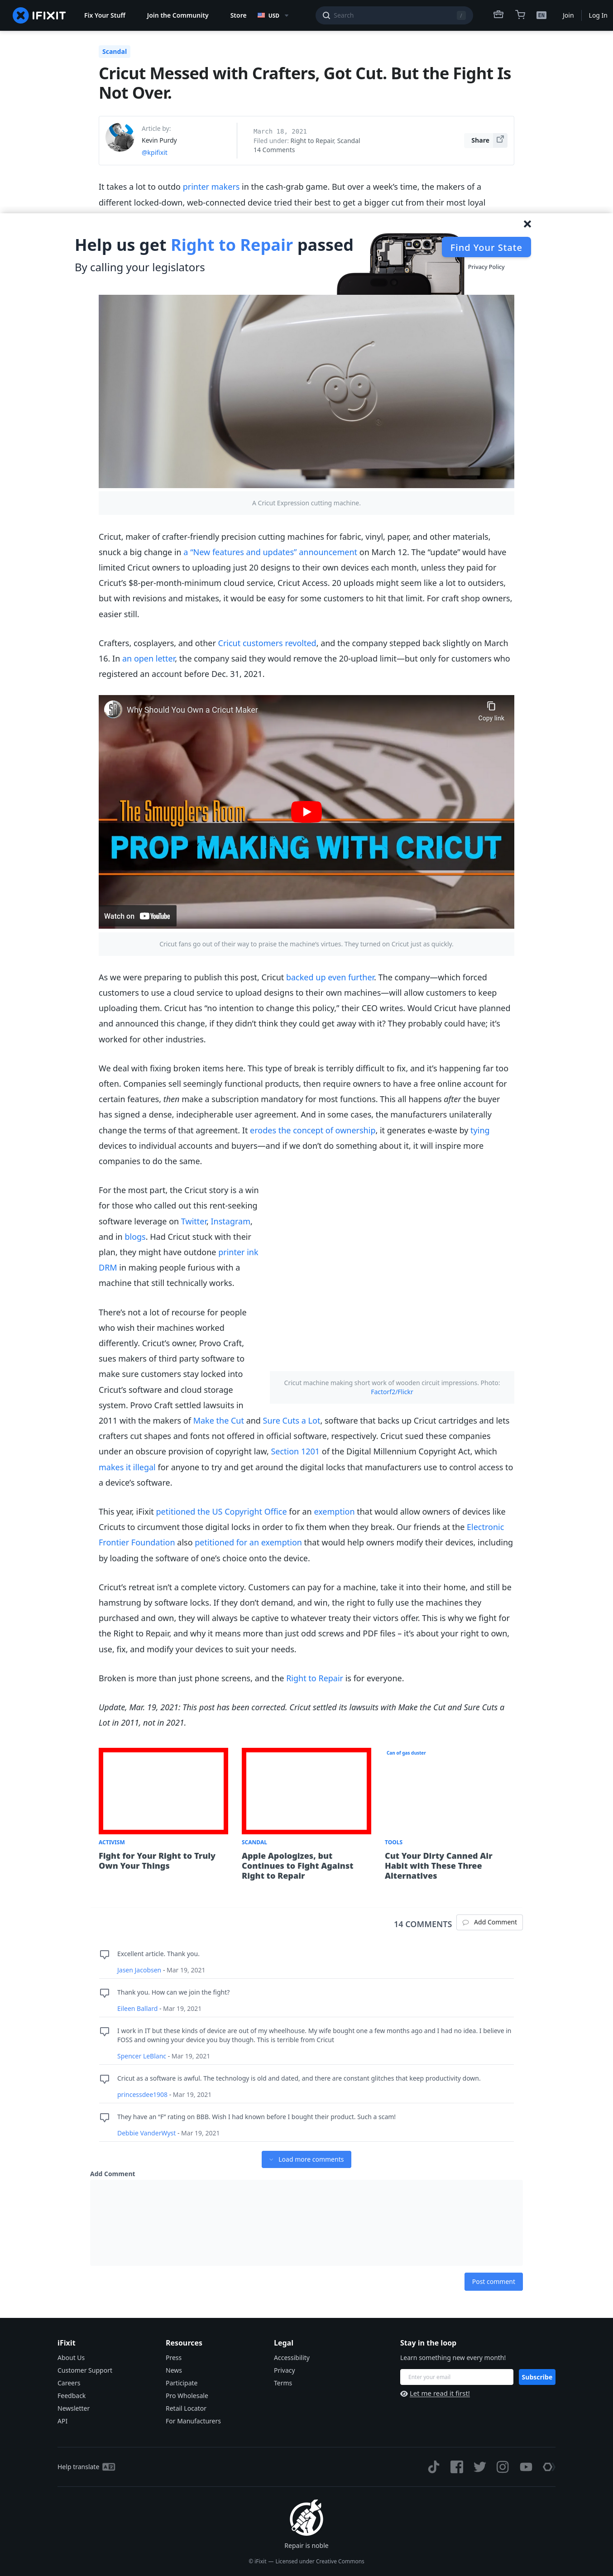 IFIXIT
Fix Your Stuff
Join the Community
Store
USD
Search
/
EN
Join
Log In
Scandal
Cricut Messed with Crafters, Got Cut. But the Fight Is
Not Over.
Article by:
Kevin Purdy
@kpifixit
March 18, 2021
Filed under: Right to Repair, Scandal
14 Comments
Share
It takes a lot to outdo printer makers in the cash-grab game. But over a week's time, the makers of
different locked-down, web-connected device tried their best to get a bigger cut from their most loyal
Help us get Right to Repair passed
By calling your legislators
Find Your State
Privacy Policy
A Cricut Expression cutting machine.
Cricut, maker of crafter-friendly precision cutting machines for fabric, vinyl, paper, and other materials,
snuck a big change in a “New features and updates” announcement on March 12. The “update” would have
limited Cricut owners to uploading just 20 designs to their own devices each month, unless they paid for
Cricut's $8-per-month-minimum cloud service, Cricut Access. 20 uploads might seem like a lot to outsiders,
but with revisions and mistakes, it would be easy for some customers to hit that limit. For craft shop owners,
easier still.
Crafters, cosplayers, and other Cricut customers revolted, and the company stepped back slightly on March
16. In an open letter, the company said they would remove the 20-upload limit—but only for customers who
registered an account before Dec. 31, 2021.
Why Should You Own a Cricut Maker
Copy link
The Smugglers Room
PROP MAKING WITH CRICUT
Watch on YouTube
Cricut fans go out of their way to praise the machine's virtues. They turned on Cricut just as quickly.
As we were preparing to publish this post, Cricut backed up even further. The company—which forced
customers to use a cloud service to upload designs to their own machines—will allow customers to keep
uploading them. Cricut has “no intention to change this policy,” their CEO writes. Would Cricut have planned
and announced this change, if they didn't think they could get away with it? They probably could have; it's
worked for other industries.
We deal with fixing broken items here. This type of break is terribly difficult to fix, and it's happening far too
often. Companies sell seemingly functional products, then require owners to have a free online account for
certain features, then make a subscription mandatory for most functions. This all happens after the buyer
has signed a dense, indecipherable user agreement. And in some cases, the manufacturers unilaterally
change the terms of that agreement. It erodes the concept of ownership, it generates e-waste by tying
devices to individual accounts and buyers—and if we don't do something about it, it will inspire more
companies to do the same.
For the most part, the Cricut story is a win
for those who called out this rent-seeking
software leverage on Twitter, Instagram,
and in blogs. Had Cricut stuck with their
plan, they might have outdone printer ink
DRM in making people furious with a
machine that still technically works.
There's not a lot of recourse for people
who wish their machines worked
differently. Cricut's owner, Provo Craft,
sues makers of third party software to
make sure customers stay locked into
Cricut's software and cloud storage
system. Provo Craft settled lawsuits in
Cricut machine making short work of wooden circuit impressions. Photo:
Factorf2/Flickr
2011 with the makers of Make the Cut and Sure Cuts a Lot, software that backs up Cricut cartridges and lets
crafters cut shapes and fonts not offered in official software, respectively. Cricut sued these companies
under an obscure provision of copyright law, Section 1201 of the Digital Millennium Copyright Act, which
makes it illegal for anyone to try and get around the digital locks that manufacturers use to control access to
a device's software.
This year, iFixit petitioned the US Copyright Office for an exemption that would allow owners of devices like
Cricuts to circumvent those digital locks in order to fix them when they break. Our friends at the Electronic
Frontier Foundation also petitioned for an exemption that would help owners modify their devices, including
by loading the software of one's choice onto the device.
Cricut's retreat isn't a complete victory. Customers can pay for a machine, take it into their home, and still be
hamstrung by software locks. If they don't demand, and win, the right to fully use the machines they
purchased and own, they will always be captive to whatever treaty their victors offer. This is why we fight for
the Right to Repair, and why it means more than just odd screws and PDF files – it's about your right to own,
use, fix, and modify your devices to suit your needs.
Broken is more than just phone screens, and the Right to Repair is for everyone.
Update, Mar. 19, 2021: This post has been corrected. Cricut settled its lawsuits with Make the Cut and Sure Cuts a
Lot in 2011, not in 2021.
Can of gas duster
ACTIVISM
Fight for Your Right to Truly
Own Your Things
SCANDAL
Apple Apologizes, but
Continues to Fight Against
Right to Repair
TOOLS
Cut Your Dirty Canned Air
Habit with These Three
Alternatives
14 COMMENTS
Add Comment
Excellent article. Thank you.
Jasen Jacobsen - Mar 19, 2021
Thank you. How can we join the fight?
Eileen Ballard - Mar 19, 2021
I work in IT but these kinds of device are out of my wheelhouse. My wife bought one a few months ago and I had no idea. I believe in
FOSS and owning your device you buy though. This is terrible from Cricut
Spencer LeBlanc - Mar 19, 2021
Cricut as a software is awful. The technology is old and dated, and there are constant glitches that keep productivity down.
princessdee1908 - Mar 19, 2021
They have an “F” rating on BBB. Wish I had known before I bought their product. Such a scam!
Debbie VanderWyst - Mar 19, 2021
Load more comments
Add Comment
Post comment
iFixit
About Us
Customer Support
Careers
Feedback
Newsletter
API
Resources
Press
News
Participate
Pro Wholesale
Retail Locator
For Manufacturers
Legal
Accessibility
Privacy
Terms
Stay in the loop
Learn something new every month!
Enter your email
Subscribe
Let me read it first!
Help translate
Repair is noble
© iFixit — Licensed under Creative Commons